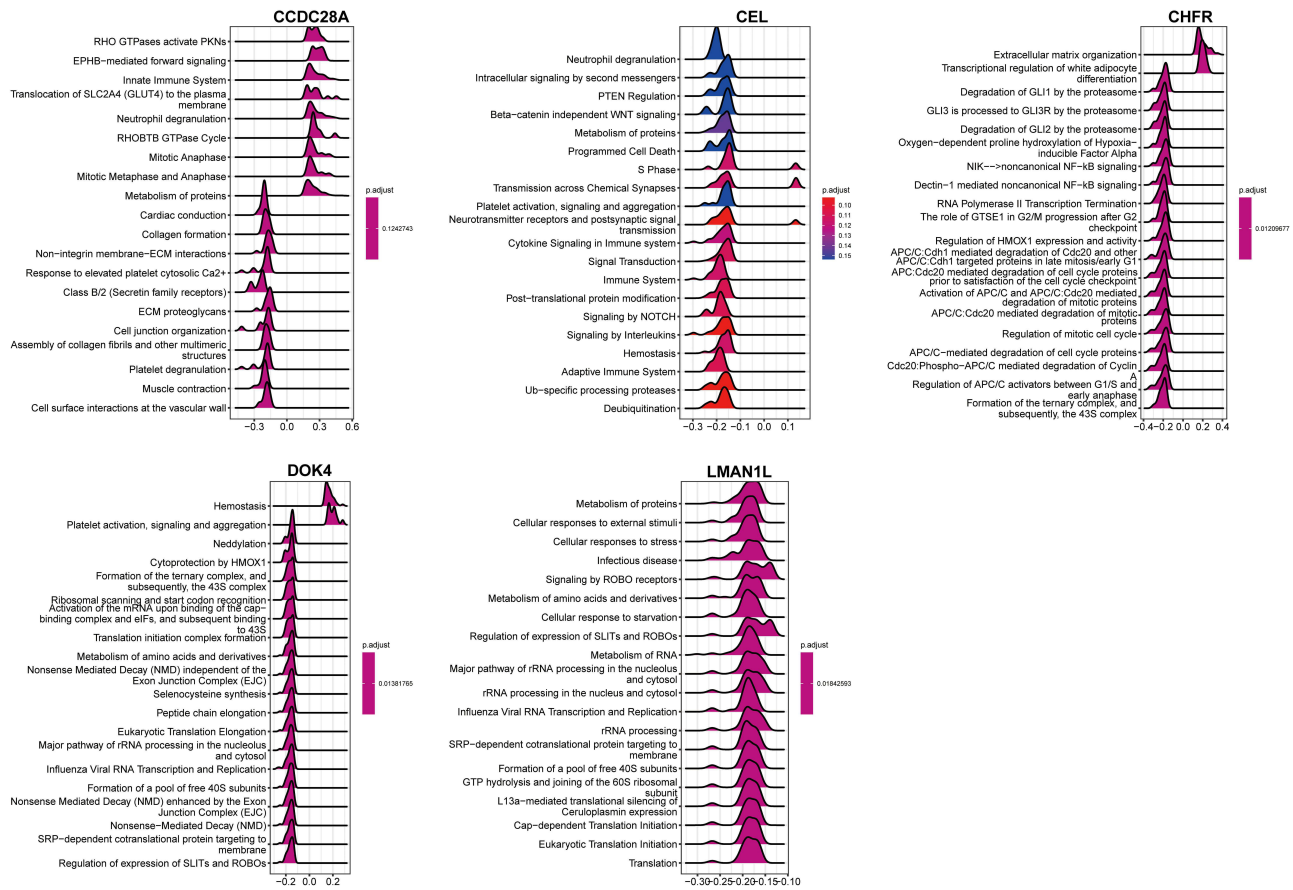 CCDC28A
RHO GTPases activate PKNs
EPHB−mediated forward signaling
Innate Immune System
Translocation of SLC2A4 (GLUT4) to the plasma
membrane
Neutrophil degranulation
RHOBTB GTPase Cycle
Mitotic Anaphase
Mitotic Metaphase and Anaphase
Metabolism of proteins
Cardiac conduction
Collagen formation
Non−integrin membrane−ECM interactions
Response to elevated platelet cytosolic Ca2+
Class B/2 (Secretin family receptors)
ECM proteoglycans
Cell junction organization
Assembly of collagen fibrils and other multimeric
structures
Platelet degranulation
Muscle contraction
Cell surface interactions at the vascular wall
−0.3 0.0 0.3 0.6
p.adjust
0.1242743
CEL
Neutrophil degranulation
Intracellular signaling by second messengers
PTEN Regulation
Beta−catenin independent WNT signaling
Metabolism of proteins
Programmed Cell Death
S Phase
Transmission across Chemical Synapses
Platelet activation, signaling and aggregation
Neurotransmitter receptors and postsynaptic signal
transmission
Cytokine Signaling in Immune system
Signal Transduction
Immune System
Post−translational protein modification
Signaling by NOTCH
Signaling by Interleukins
Hemostasis
Adaptive Immune System
Ub−specific processing proteases
Deubiquitination
−0.3 −0.2 −0.1 0.0 0.1
p.adjust
0.10
0.11
0.12
0.13
0.14
0.15
CHFR
Extracellular matrix organization
Transcriptional regulation of white adipocyte
differentiation
Degradation of GLI1 by the proteasome
GLI3 is processed to GLI3R by the proteasome
Degradation of GLI2 by the proteasome
Oxygen−dependent proline hydroxylation of Hypoxia−
inducible Factor Alpha
NIK−−>noncanonical NF−kB signaling
Dectin−1 mediated noncanonical NF−kB signaling
RNA Polymerase II Transcription Termination
The role of GTSE1 in G2/M progression after G2
checkpoint
Regulation of HMOX1 expression and activity
APC/C:Cdh1 mediated degradation of Cdc20 and other
APC/C:Cdh1 targeted proteins in late mitosis/early G1
APC:Cdc20 mediated degradation of cell cycle proteins
prior to satisfaction of the cell cycle checkpoint
Activation of APC/C and APC/C:Cdc20 mediated
degradation of mitotic proteins
APC/C:Cdc20 mediated degradation of mitotic
proteins
Regulation of mitotic cell cycle
APC/C−mediated degradation of cell cycle proteins
Cdc20:Phospho−APC/C mediated degradation of Cyclin
A
Regulation of APC/C activators between G1/S and
early anaphase
Formation of the ternary complex, and
subsequently, the 43S complex
−0.4 −0.2 0.0 0.2 0.4
p.adjust
0.01209677
DOK4
Hemostasis
Platelet activation, signaling and aggregation
Neddylation
Cytoprotection by HMOX1
Formation of the ternary complex, and
subsequently, the 43S complex
Ribosomal scanning and start codon recognition
Activation of the mRNA upon binding of the cap−
binding complex and eIFs, and subsequent binding
to 43S
Translation initiation complex formation
Metabolism of amino acids and derivatives
Nonsense Mediated Decay (NMD) independent of the
Exon Junction Complex (EJC)
Selenocysteine synthesis
Peptide chain elongation
Eukaryotic Translation Elongation
Major pathway of rRNA processing in the nucleolus
and cytosol
Influenza Viral RNA Transcription and Replication
Formation of a pool of free 40S subunits
Nonsense Mediated Decay (NMD) enhanced by the Exon
Junction Complex (EJC)
Nonsense−Mediated Decay (NMD)
SRP−dependent cotranslational protein targeting to
membrane
Regulation of expression of SLITs and ROBOs
−0.2 0.0 0.2
p.adjust
0.01381765
LMAN1L
Metabolism of proteins
Cellular responses to external stimuli
Cellular responses to stress
Infectious disease
Signaling by ROBO receptors
Metabolism of amino acids and derivatives
Cellular response to starvation
Regulation of expression of SLITs and ROBOs
Metabolism of RNA
Major pathway of rRNA processing in the nucleolus
and cytosol
rRNA processing in the nucleus and cytosol
Influenza Viral RNA Transcription and Replication
rRNA processing
SRP−dependent cotranslational protein targeting to
membrane
Formation of a pool of free 40S subunits
GTP hydrolysis and joining of the 60S ribosomal
subunit
L13a−mediated translational silencing of
Ceruloplasmin expression
Cap−dependent Translation Initiation
Eukaryotic Translation Initiation
Translation
−0.30−0.25−0.20−0.15−0.10
p.adjust
0.01842593